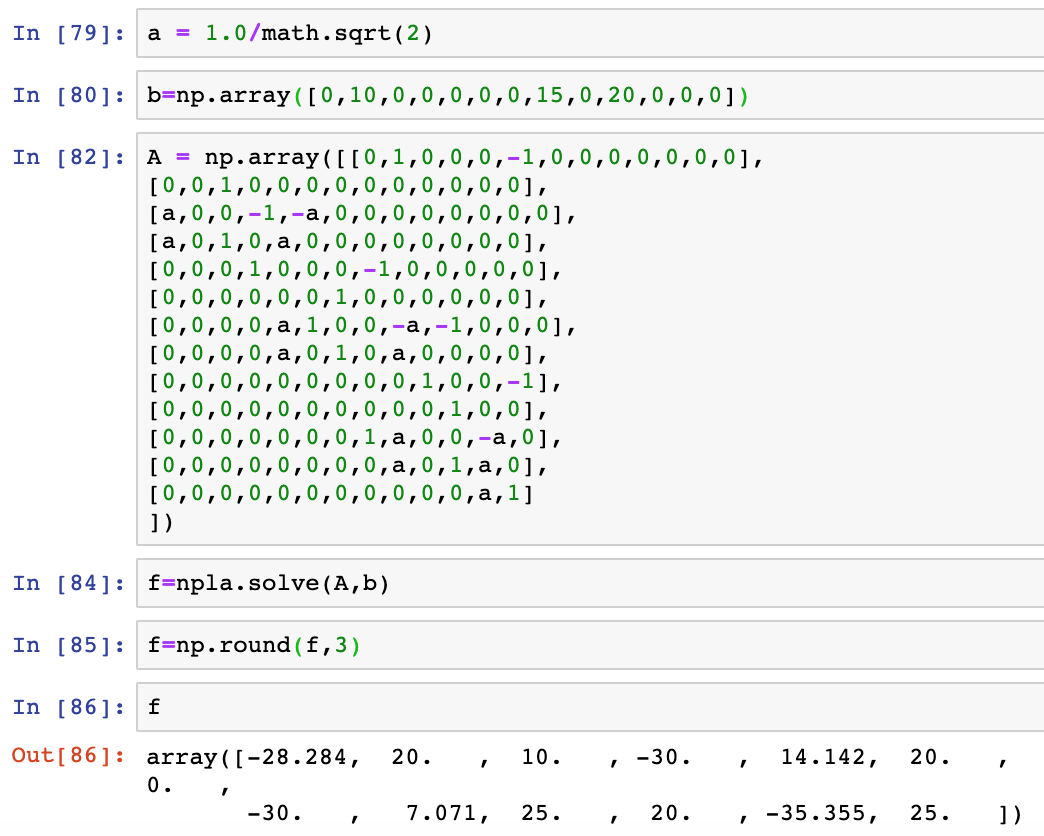 In [79]: a = 1.0/math.sqrt(2)
In [80]: b=np.array([0,10,0,0,0,0,0,15,0,20,0,0,0])
In [82]: A = np.array([[0,1,0,0,0,-1,0,0,0,0,0,0,0],
[0,0,1,0,0,0,0,0,0,0,0,0,0],
[a,0,0,-1,-a,0,0,0,0,0,0,0,0],
[a,0,1,0,a,0,0,0,0,0,0,0,0],
[0,0,0,1,0,0,0,-1,0,0,0,0,0],
[0,0,0,0,0,0,1,0,0,0,0,0,0],
[0,0,0,0,a,1,0,0,-a,-1,0,0,0],
[0,0,0,0,a,0,1,0,a,0,0,0,0],
[0,0,0,0,0,0,0,0,0,1,0,0,-1],
[0,0,0,0,0,0,0,0,0,0,1,0,0],
[0,0,0,0,0,0,0,1,a,0,0,-a,0],
[0,0,0,0,0,0,0,0,a,0,1,a,0],
[0,0,0,0,0,0,0,0,0,0,0,a,1]
])
In [84]: f=npla.solve(A,b)
In [85]: f=np.round(f,3)
In [86]: f
Out[86]: array([-28.284, 20. , 10. , -30. , 14.142, 20. ,
0. ,
-30. , 7.071, 25. , 20. , -35.355, 25. ])